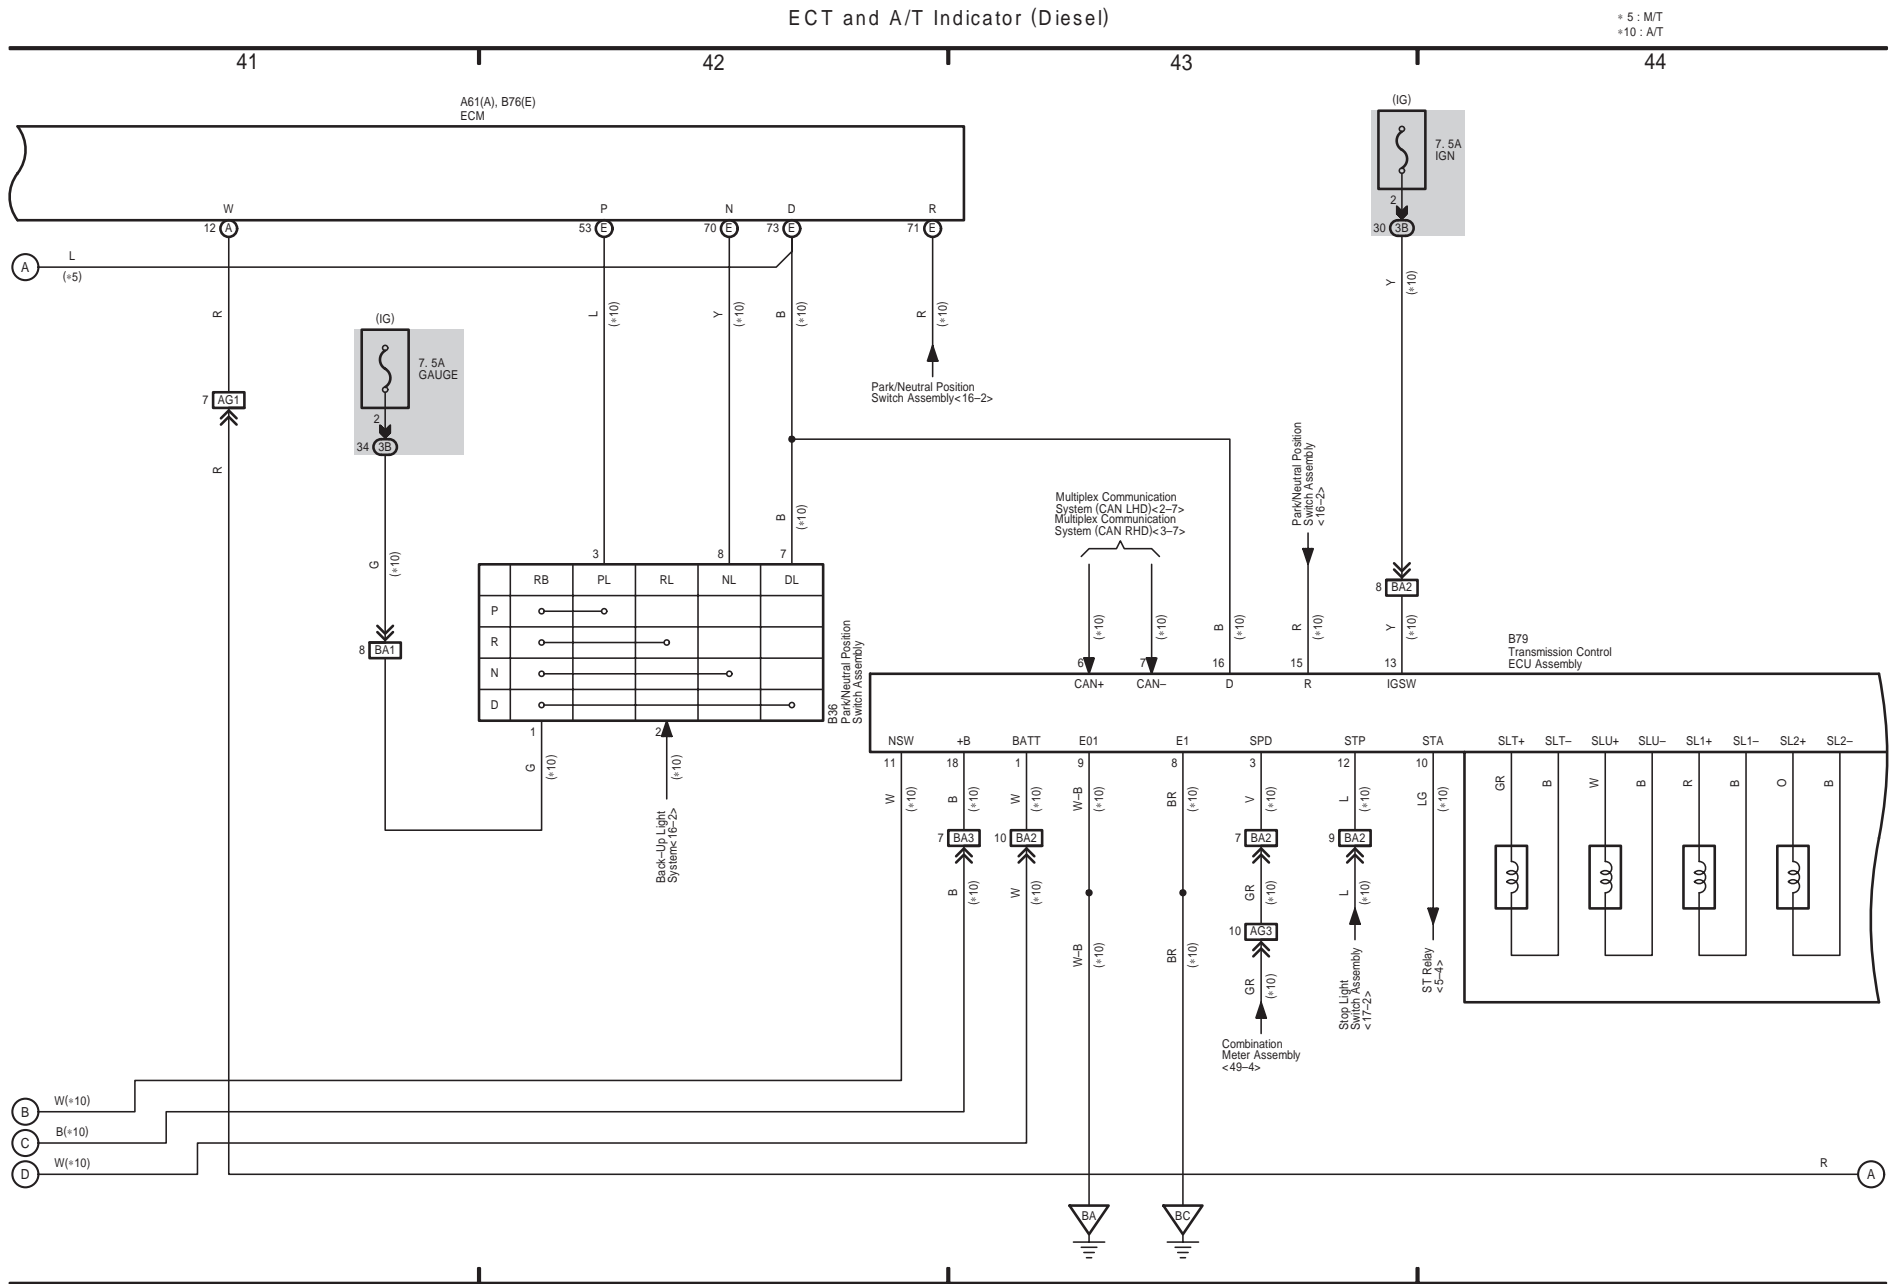 ECT and A/T Indicator (Diesel)
∗ 5 : M/T
∗10 : A/T
41
42
43
44
A61(A), B76(E)
ECM
W
P
N
D
R
12 A
53 E
70 E
73 E
71 E
A
L
(∗5)
(IG)
7. 5A
IGN
2
30 3B
Y
(∗10)
R
L
(∗10)
Y
(∗10)
B
(∗10)
R
(∗10)
(IG)
7. 5A
GAUGE
2
34 3B
7 AG1
R
Park/Neutral Position
Switch Assembly<16–2>
Park/Neutral Position
Switch Assembly
<16–2>
Multiplex Communication
System (CAN LHD)<2–7>
Multiplex Communication
System (CAN RHD)<3–7>
B
(∗10)
G
(∗10)
3
8
7
RB
PL
RL
NL
DL
P
R
N
D
8 BA1
8 BA2
B36
Park/Neutral Position
Switch Assembly
1
2
G
(∗10)
(∗10)
Back–Up Light
System<16–2>
(∗10)
(∗10)
B
(∗10)
R
(∗10)
Y
(∗10)
B79
Transmission Control
ECU Assembly
6
7
16
15
13
CAN+
CAN–
D
R
IGSW
NSW
+B
BATT
E01
E1
SPD
STP
STA
SLT+
SLT–
SLU+
SLU–
SL1+
SL1–
SL2+
SL2–
11
18
1
9
8
3
12
10
W
(∗10)
B
(∗10)
W
(∗10)
W–B
(∗10)
BR
(∗10)
V
(∗10)
L
(∗10)
LG
(∗10)
GR
B
W
B
R
B
O
B
7 BA3
10 BA2
7 BA2
9 BA2
B
(∗10)
W
(∗10)
GR
(∗10)
L
(∗10)
10 AG3
W–B
(∗10)
BR
(∗10)
GR
(∗10)
Stop Light
Switch Assembly
<17–2>
ST Relay
<5–4>
Combination
Meter Assembly
<49–4>
B
W(∗10)
C
B(∗10)
D
W(∗10)
R
A
BA
BC